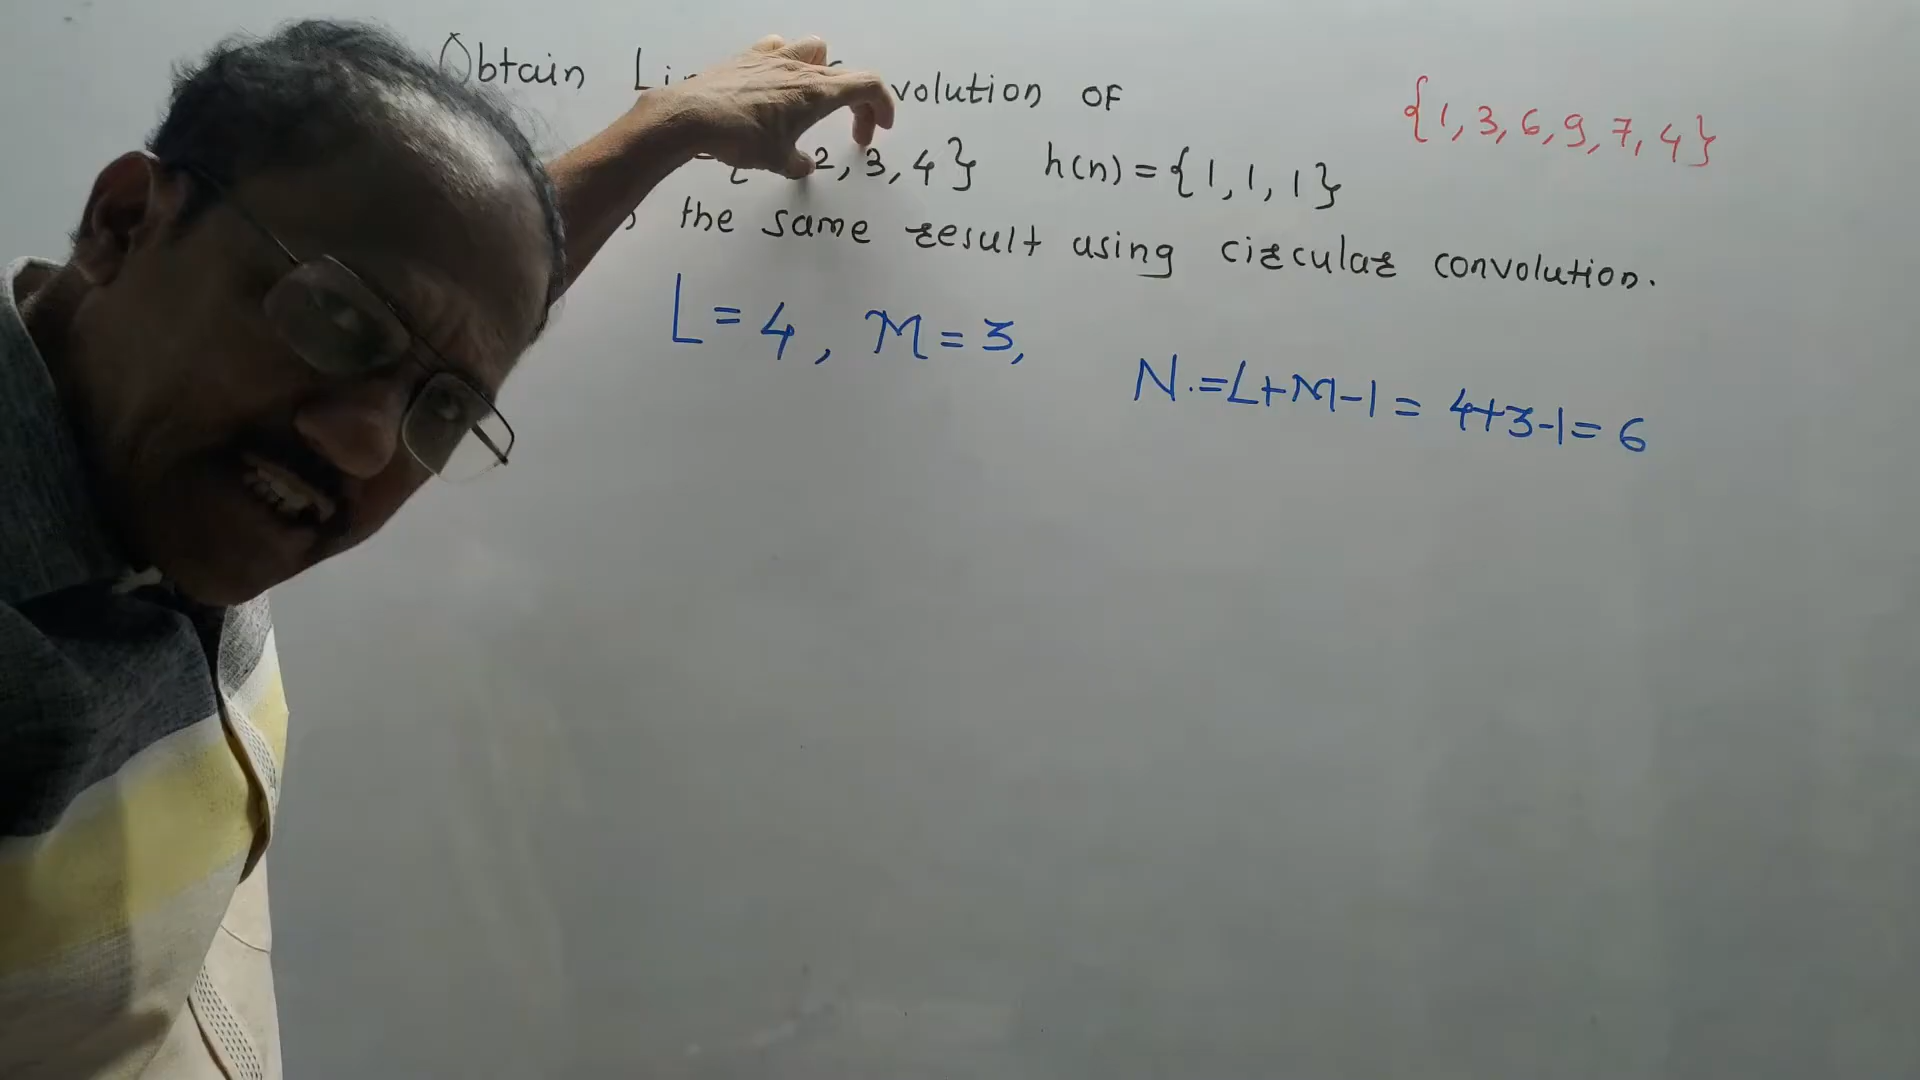 Obtain Li volution of
{1, 3, 6, 9, 7, 4}
2, 3, 4} h(n) = {1, 1, 1}
the same result using circular convolution.
L = 4, M = 3,
N = L+M-1 = 4+3-1 = 6